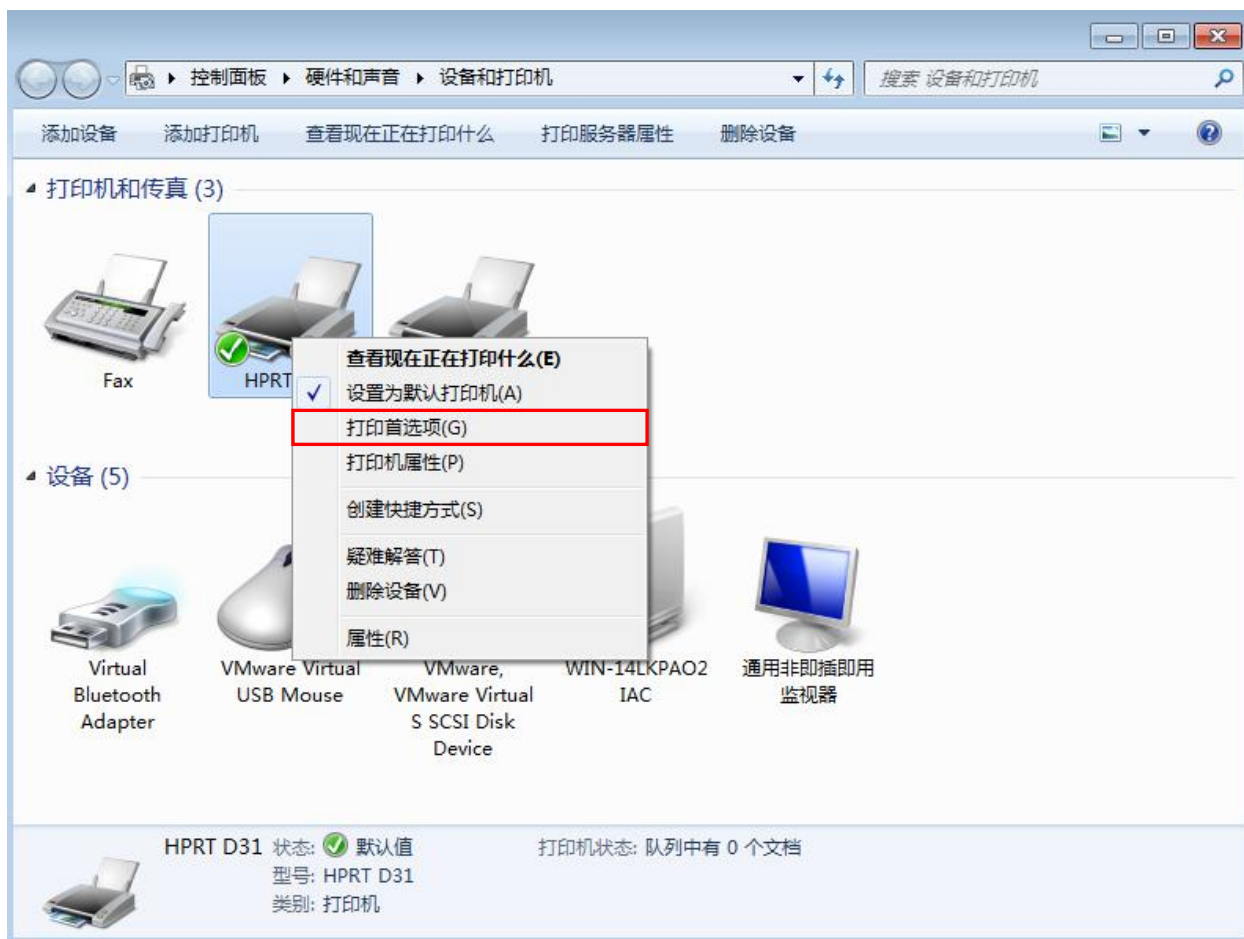 控制面板 ▸ 硬件和声音 ▸ 设备和打印机
搜索 设备和打印机
添加设备 添加打印机 查看现在正在打印什么 打印服务器属性 删除设备
打印机和传真 (3)
Fax
HPRT
查看现在正在打印什么(E)
设置为默认打印机(A)
打印首选项(G)
打印机属性(P)
创建快捷方式(S)
疑难解答(T)
删除设备(V)
属性(R)
设备 (5)
Virtual
Bluetooth
Adapter
VMware Virtual
USB Mouse
VMware,
VMware Virtual
S SCSI Disk
Device
WIN-14LKPAO2
IAC
通用非即插即用
监视器
HPRT D31 状态: 默认值 打印机状态: 队列中有 0 个文档
型号: HPRT D31
类别: 打印机